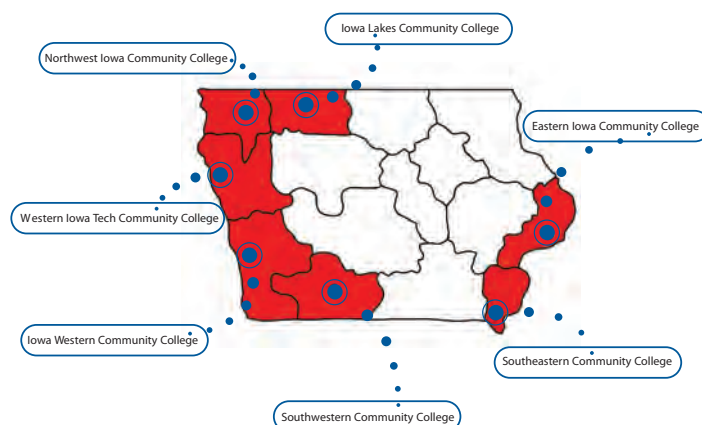 Iowa Lakes Community College
Northwest Iowa Community College
Eastern Iowa Community College
Western Iowa Tech Community College
Iowa Western Community College
Southeastern Community College
Southwestern Community College